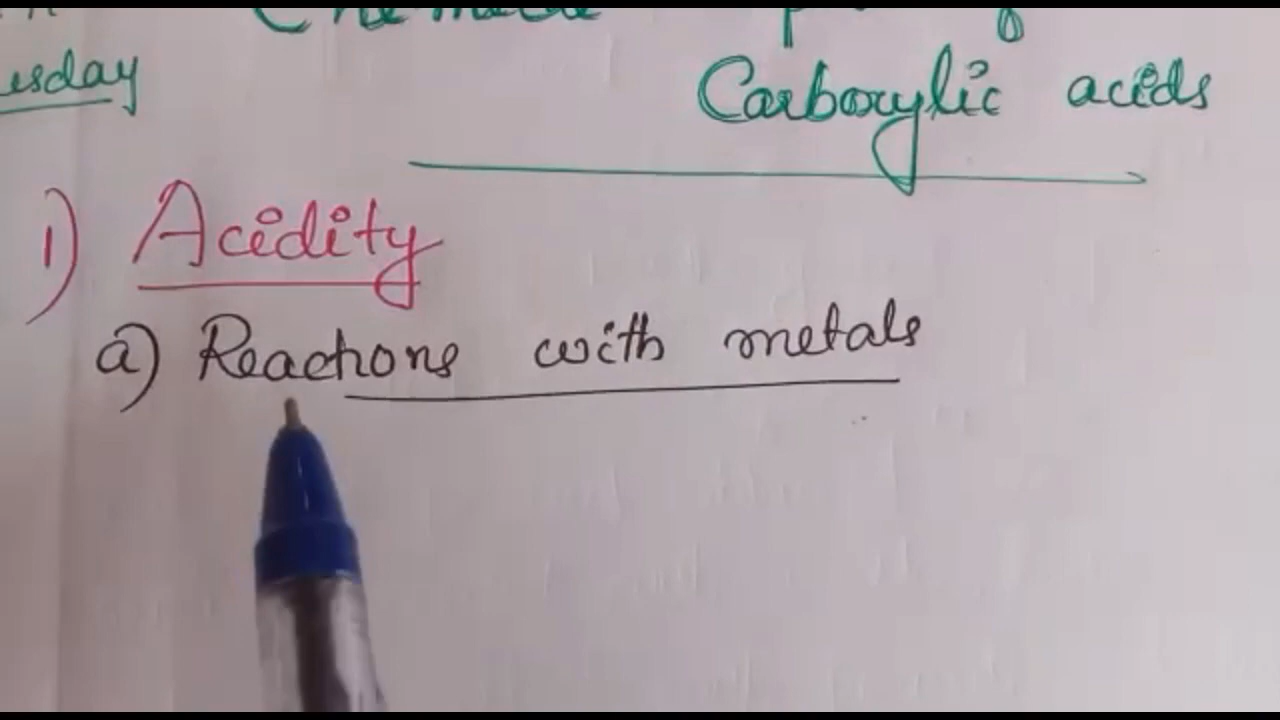 esday
Carboxylic acids
1) Acidity
a) Reactions with metals